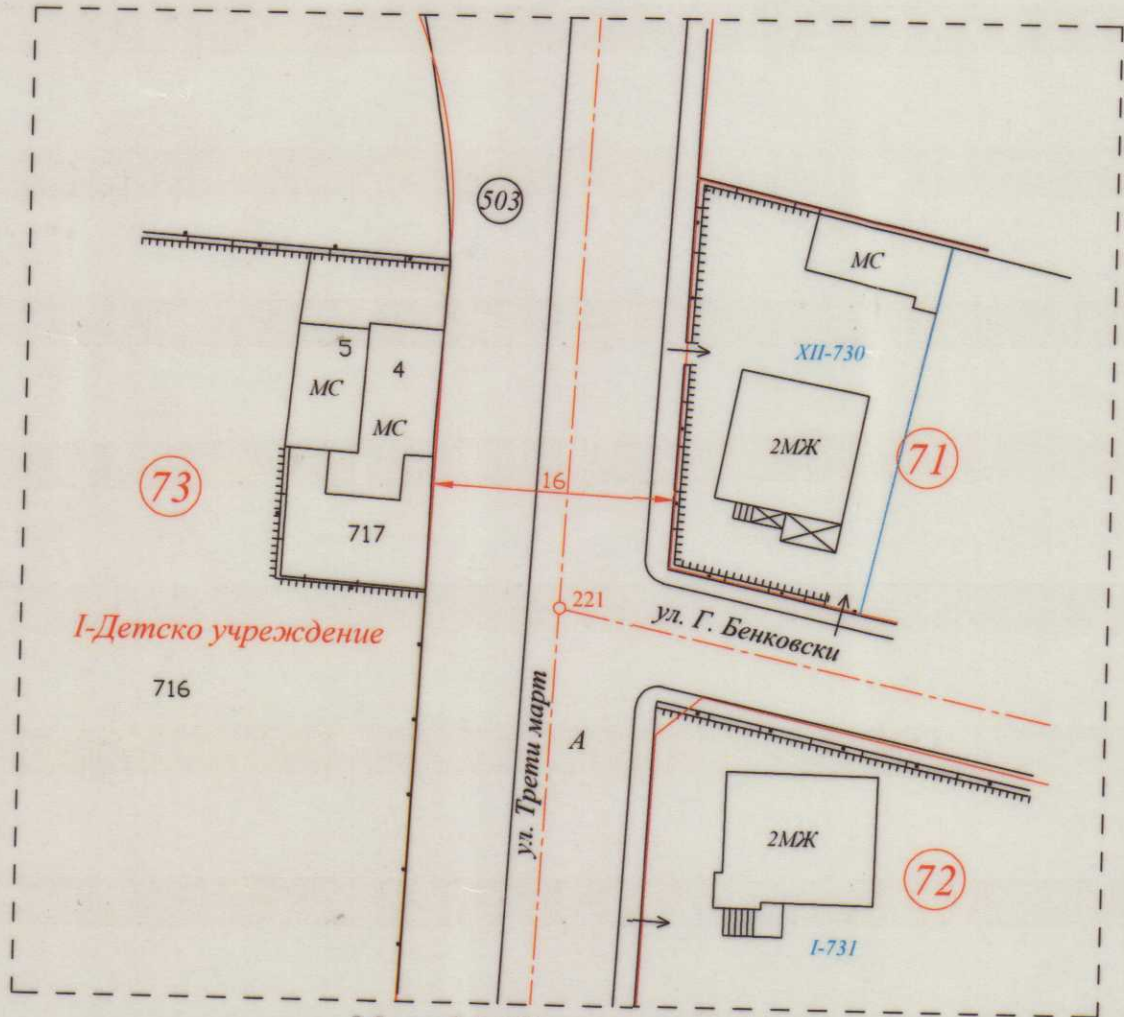 503
МС
5
4
XII-730
МС
МС
2МЖ
71
73
16
717
221
ул. Г. Бенковски
I-Детско учреждение
716
ул. Трети март
А
2МЖ
72
I-731